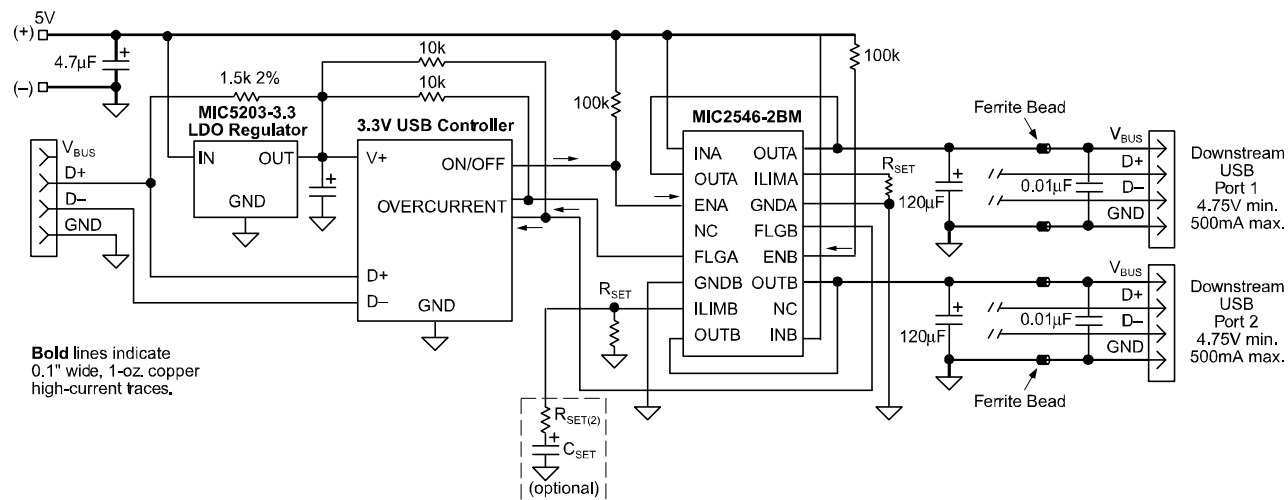 5V
(+)
4.7µF
(–)
10k
10k
1.5k 2%
100k
100k
MIC5203-3.3
LDO Regulator
IN OUT
GND
3.3V USB Controller
V+
ON/OFF
OVERCURRENT
D+
D–
GND
VBUS
D+
D–
GND
MIC2546-2BM
INA OUTA
OUTA ILIMA
ENA GNDA
NC FLGB
FLGA ENB
GNDB OUTB
ILIMB NC
OUTB INB
RSET
RSET
RSET(2)
CSET
(optional)
Ferrite Bead
120µF
0.01µF
VBUS
D+
D–
GND
Downstream
USB
Port 1
4.75V min.
500mA max.
120µF
0.01µF
VBUS
D+
D–
GND
Downstream
USB
Port 2
4.75V min.
500mA max.
Ferrite Bead
Bold lines indicate
0.1" wide, 1-oz. copper
high-current traces.